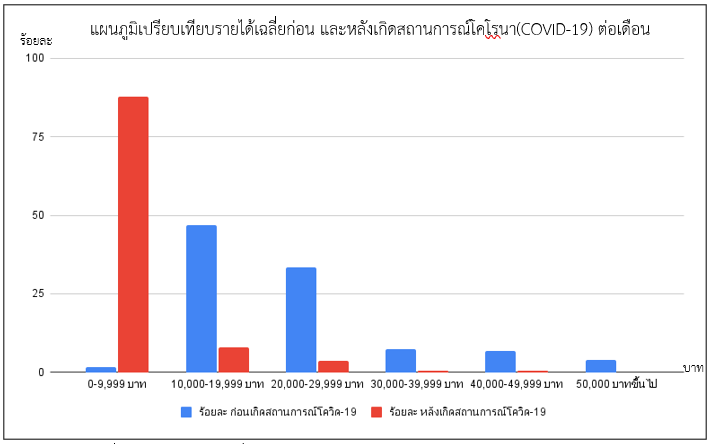 แผนภูมิเปรียบเทียบรายได้เฉลี่ยก่อน และหลังเกิดสถานการณ์โคโรนา(COVID-19) ต่อเดือน
ร้อยละ
100
75
50
25
0
0-9,999 บาท 10,000-19,999 บาท 20,000-29,999 บาท 30,000-39,999 บาท 40,000-49,999 บาท 50,000 บาทขึ้นไป บาท
ร้อยละ ก่อนเกิดสถานการณ์โควิด-19 ร้อยละ หลังเกิดสถานการณ์โควิด-19